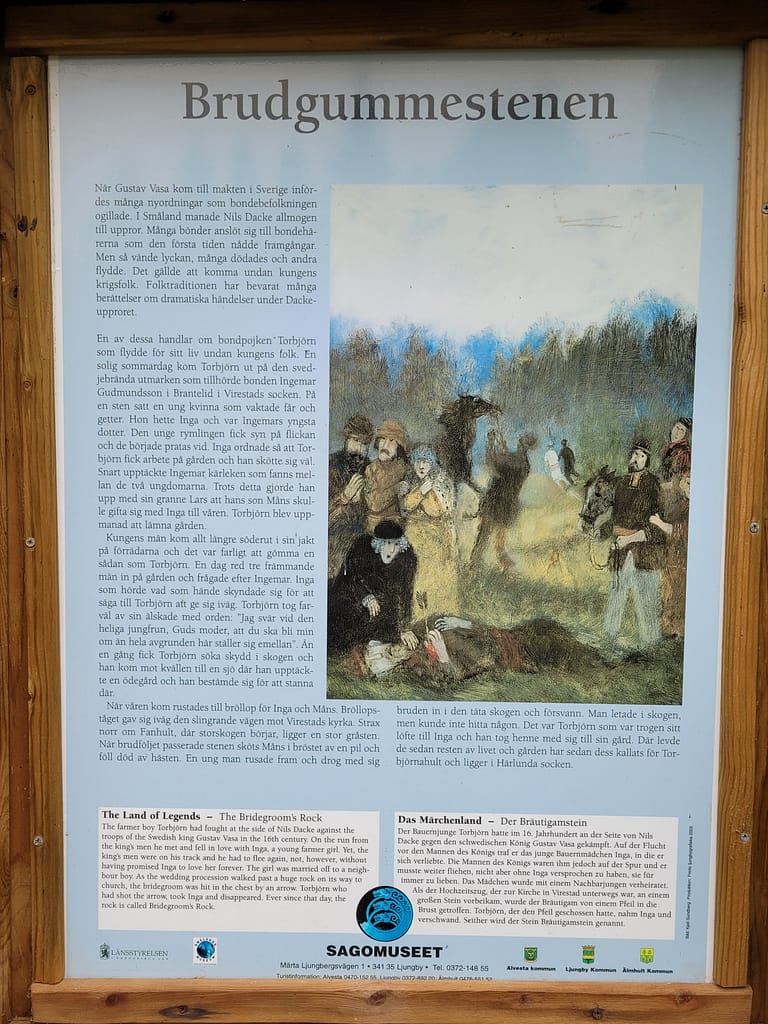 Brudgummestenen
När Gustav Vasa kom till makten i Sverige inför-
des många nyordningar som bondebefolkningen
ogillade. I Småland manade Nils Dacke allmogen
till uppror. Många bönder anslöt sig till bondehä-
rerna som den första tiden nådde framgångar.
Men så vände lyckan, många dödades och andra
flydde. Det gällde att komma undan kungens
krigsfolk. Folktraditionen har bevarat många
berättelser om dramatiska händelser under Dacke-
upproret.
En av dessa handlar om bondpojken Torbjörn
som flydde för sitt liv undan kungens folk. En
solig sommardag kom Torbjörn ut på den sved-
jebrända utmarken som tillhörde bonden Ingemar
Gudmundsson i Brantelid i Virestads socken. På
en sten satt en ung kvinna som vaktade får och
getter. Hon hette Inga och var Ingemars yngsta
dotter. Den unge rymlingen fick syn på flickan
och de började pratas vid. Inga ordnade så att Tor-
björn fick arbete på gården och han skötte sig väl.
Snart upptäckte Ingemar kärleken som fanns mel-
lan de två ungdomarna. Trots detta gjorde han
upp med sin granne Lars att hans son Måns skul-
le gifta sig med Inga till våren. Torbjörn blev upp-
manad att lämna gården.
Kungens män kom allt längre söderut i sin jakt
på förrädarna och det var farligt att gömma en
sådan som Torbjörn. En dag red tre främmande
män in på gården och frågade efter Ingemar. Inga
som hörde vad som hände skyndade sig för att
säga till Torbjörn att ge sig iväg. Torbjörn tog far-
väl av sin älskade med orden: "Jag svär vid den
heliga jungfrun, Guds moder, att du ska bli min
om än hela avgrunden här ställer sig emellan". Än
en gång fick Torbjörn söka skydd i skogen och
han kom mot kvällen till en sjö där han upptäck-
te en ödegård och han bestämde sig för att stanna
där.
När våren kom rustades till bröllop för Inga och Måns. Bröllops-
tåget gav sig iväg den slingrande vägen mot Virestads kyrka. Strax
norr om Fanhult, där storskogen börjar, ligger en stor gråsten.
När brudföljet passerade stenen sköts Måns i bröstet av en pil och
föll död av hästen. En ung man rusade fram och drog med sig
bruden in i den täta skogen och försvann. Man letade i skogen,
men kunde inte hitta någon. Det var Torbjörn som var trogen sitt
löfte till Inga och han tog henne med sig till sin gård. Där levde
de sedan resten av livet och gården har sedan dess kallats för Tor-
björnahult och ligger i Härlunda socken.
The Land of Legends – The Bridegroom's Rock
The farmer boy Torbjörn had fought at the side of Nils Dacke against the
troops of the Swedish king Gustav Vasa in the 16th century. On the run from
the king's men he met and fell in love with Inga, a young farmer girl. Yet, the
king's men were on his track and he had to flee again, not, however, without
having promised Inga to love her forever. The girl was married off to a neigh-
bour boy. As the wedding procession walked past a huge rock on its way to
church, the bridegroom was hit in the chest by an arrow. Torbjörn who
had shot the arrow, took Inga and disappeared. Ever since that day, the
rock is called Bridegroom's Rock.
Das Märchenland – Der Bräutigamstein
Der Bauernjunge Torbjörn hatte im 16. Jahrhundert an der Seite von Nils
Dacke gegen den schwedischen König Gustav Vasa gekämpft. Auf der Flucht
vor den Mannen des Königs traf er das junge Bauernmädchen Inga, in die er
sich verliebte. Die Mannen des Königs waren ihm jedoch auf der Spur und er
musste weiter fliehen, nicht aber ohne Inga versprochen zu haben, sie für
immer zu lieben. Das Mädchen wurde mit einem Nachbarjungen verheiratet.
Als der Hochzeitszug, der zur Kirche in Virestad unterwegs war, an einem
großen Stein vorbeikam, wurde der Bräutigam von einem Pfeil in die
Brust getroffen. Torbjörn, der den Pfeil geschossen hatte, nahm Inga und
verschwand. Seither wird der Stein Bräutigamstein genannt.
LÄNSSTYRELSEN
SAGOMUSEET
Märta Ljungbergsvägen 1 • 341 35 Ljungby • Tel. 0372-148 55
Turistinformation: Alvesta 0470-152 55, Ljungby 0372-892 20, Älmhult 0476-551 52
Alvesta kommun
Ljungby Kommun
Älmhult Kommun